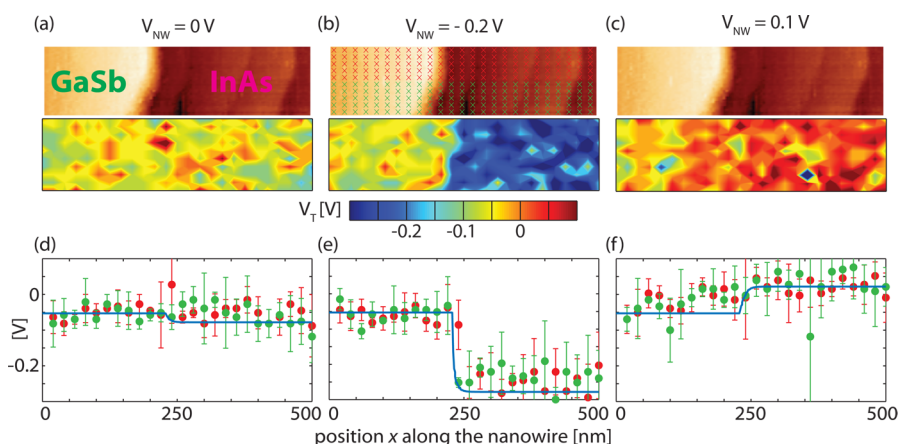 (a) V_NW = 0 V (b) V_NW = - 0.2 V (c) V_NW = 0.1 V
GaSb InAs
V_T [V]
-0.2 -0.1 0
(d) (e) (f)
0
[V]
-0.2
0 250 500 0 250 500 0 250 500
position x along the nanowire [nm]